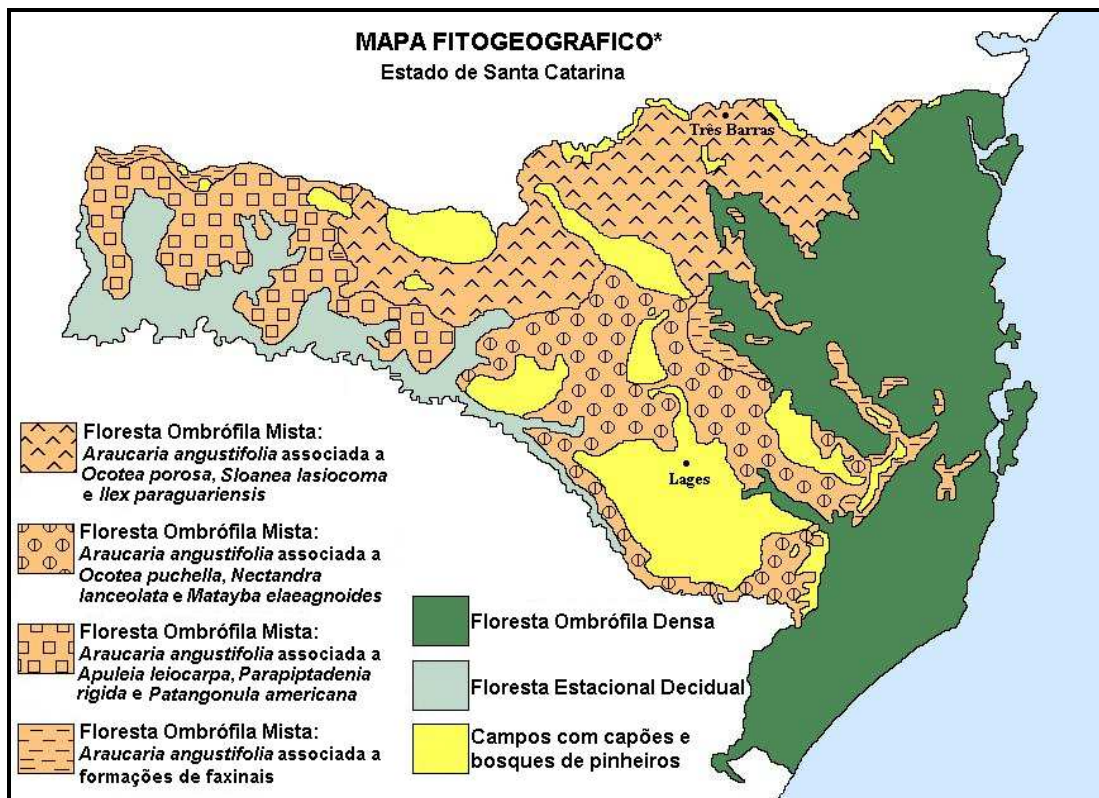 MAPA FITOGEOGRAFICO*
Estado de Santa Catarina
Três Barras
Lages
Floresta Ombrófila Mista:
Araucaria angustifolia associada a
Ocotea porosa, Sloanea lasiocoma
e Ilex paraguariensis
Floresta Ombrófila Mista:
Araucaria angustifolia associada a
Ocotea puchella, Nectandra
lanceolata e Matayba elaeagnoides
Floresta Ombrófila Mista:
Araucaria angustifolia associada a
Apuleia leiocarpa, Parapiptadenia
rigida e Patangonula americana
Floresta Ombrófila Mista:
Araucaria angustifolia associada a
formações de faxinais
Floresta Ombrófila Densa
Floresta Estacional Decidual
Campos com capões e
bosques de pinheiros